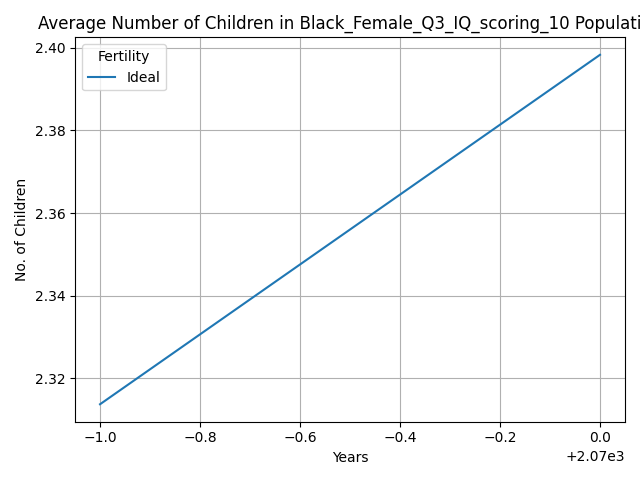 Average Number of Children in Black_Female_Q3_IQ_scoring_10 Populati
2.40
2.38
2.36
2.34
2.32
No. of Children
Fertility
Ideal
−1.0 −0.8 −0.6 −0.4 −0.2 0.0
Years
+2.07e3